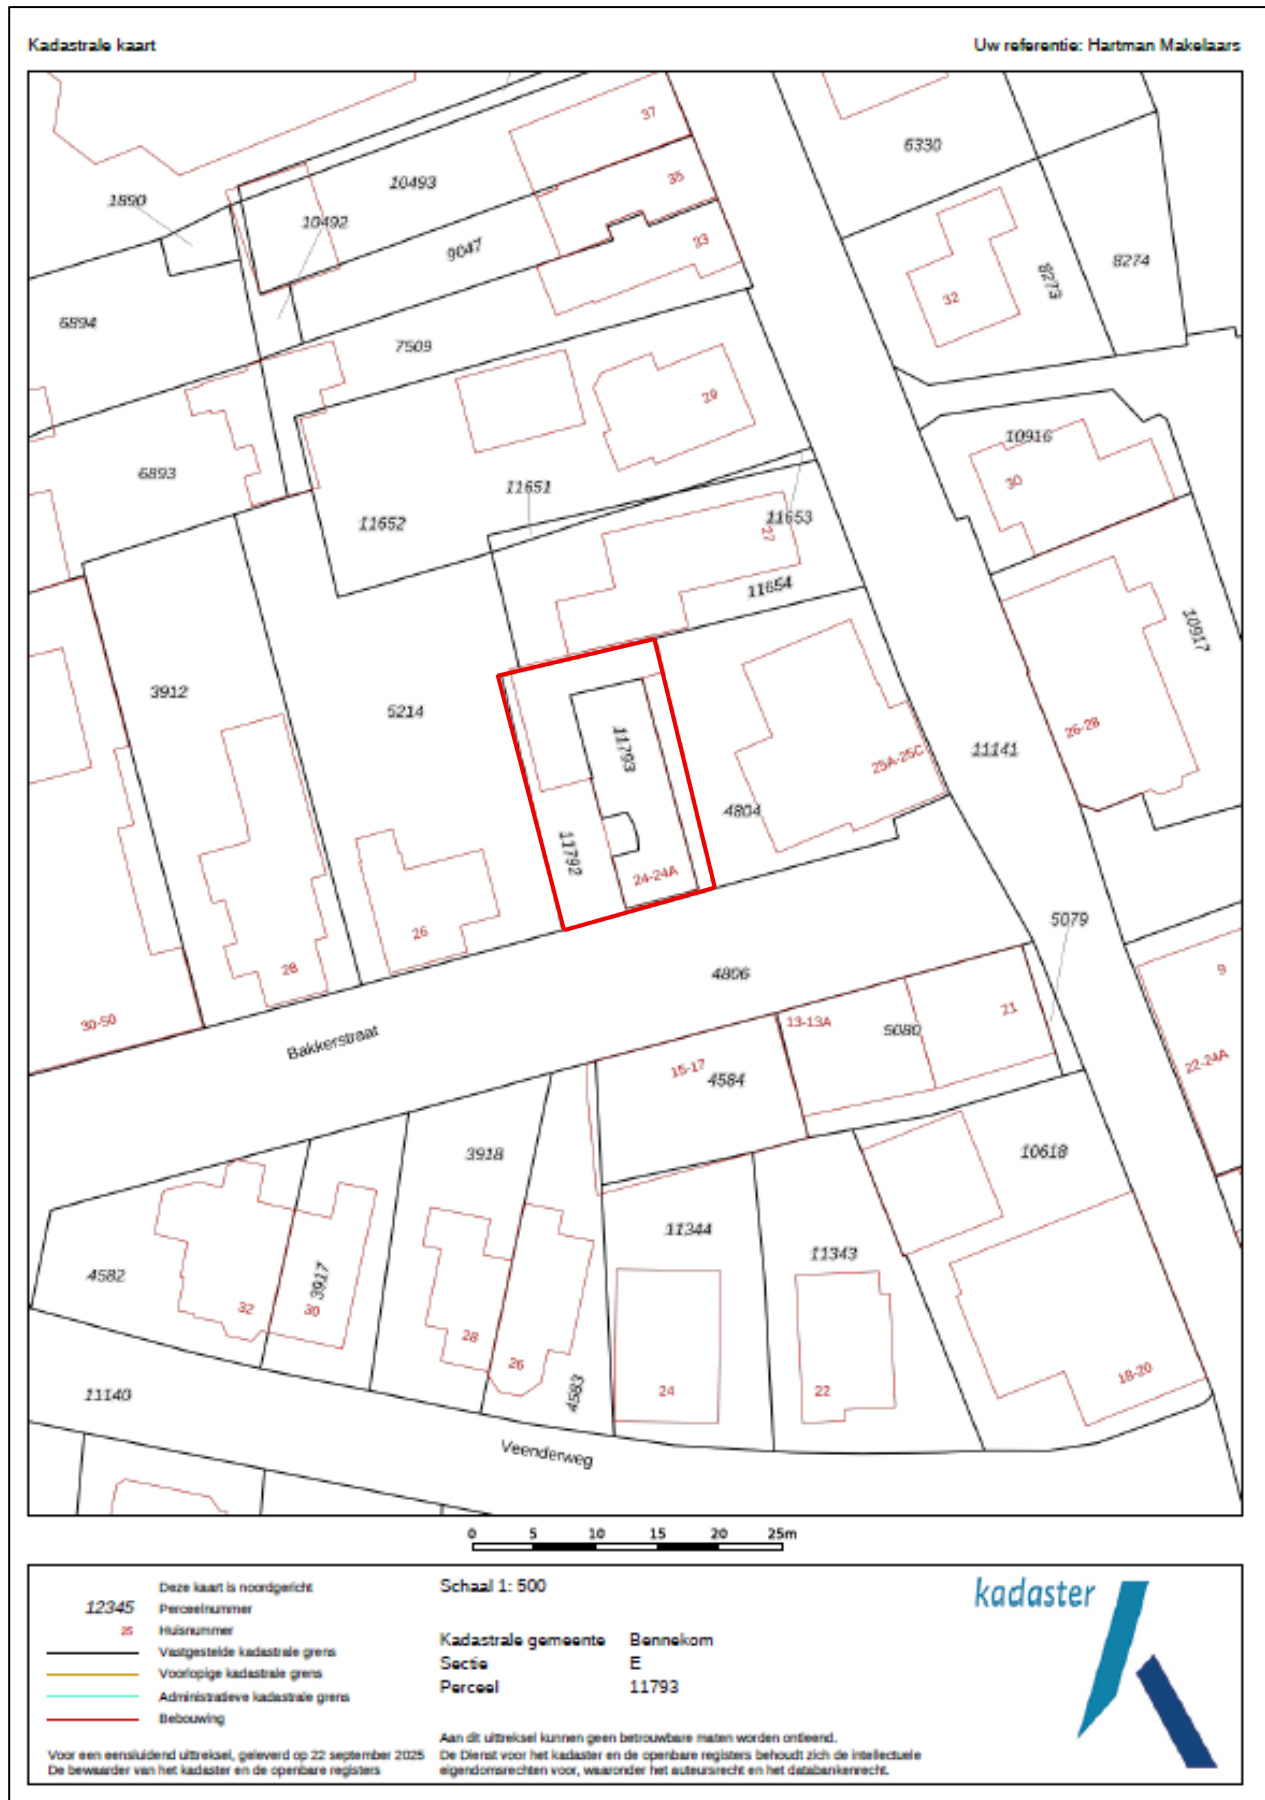 Kadastrale kaart
Uw referentie: Hartman Makelaars
37
6330
10493
35
1890
10492
33
9047
8274
8273
32
6894
7509
29
10916
6893
30
11651
11652
11653
27
11654
10917
3912
5214
11793
26-28
11141
25A-25C
4804
11792
24-24A
26
5079
28
4806
9
30-50
13-13A
5080
21
Bakkerstraat
15-17
4584
22-24A
3918
10618
11344
11343
4582
3917
32
30
28
26
4583
24
22
18-20
11140
Veenderweg
0 5 10 15 20 25m
Deze kaart is noordgericht
12345 Perceelnummer
25 Huisnummer
Vastgestelde kadastrale grens
Voorlopige kadastrale grens
Administratieve kadastrale grens
Bebouwing
Voor een eensluidend uittreksel, geleverd op 22 september 2025
De bewaarder van het kadaster en de openbare registers
Schaal 1: 500
Kadastrale gemeente Bennekom
Sectie E
Perceel 11793
Aan dit uittreksel kunnen geen betrouwbare maten worden ontleend.
De Dienst voor het kadaster en de openbare registers behoudt zich de intellectuele
eigendomsrechten voor, waaronder het auteursrecht en het databankenrecht.
kadaster